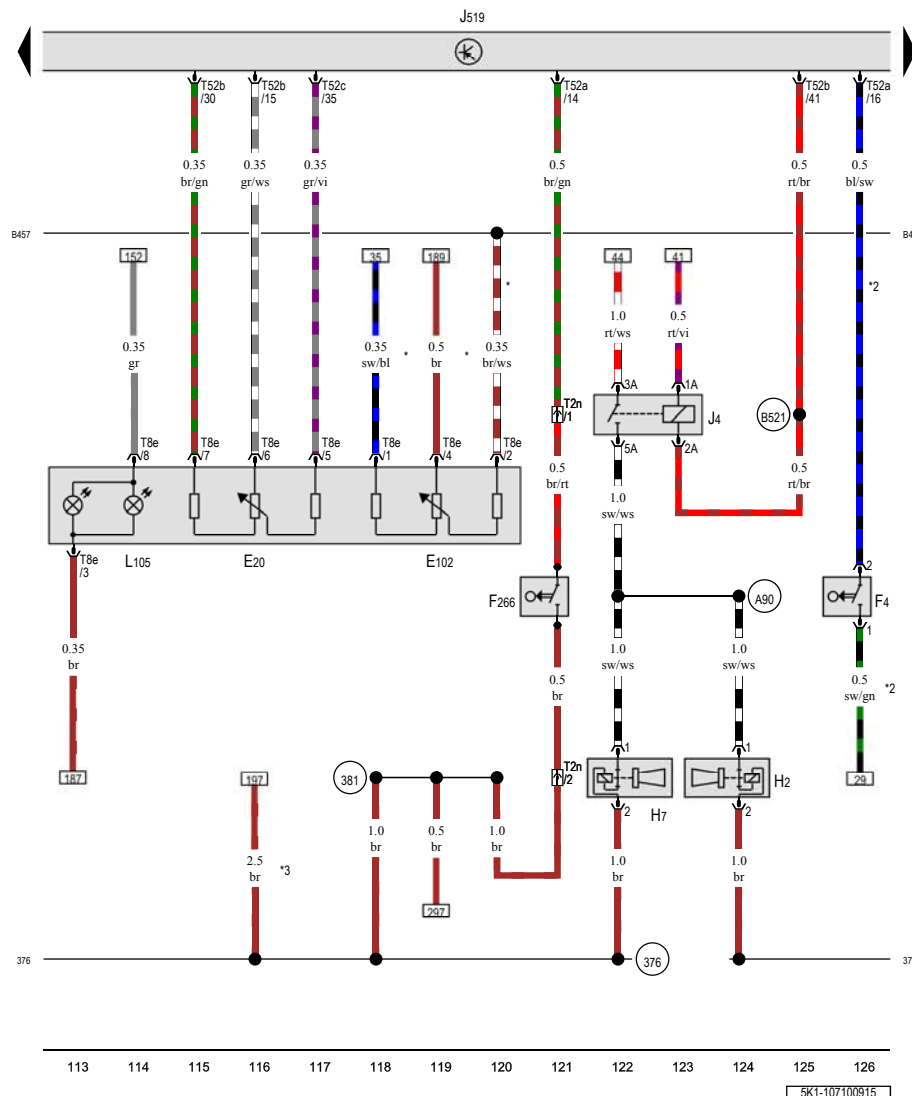 J519
T52b /30
T52b /15
T52c /35
T52a /14
T52b /41
T52a /16
0.35 br/gn
0.35 gr/ws
0.35 gr/vi
0.5 br/gn
0.5 rt/br
0.5 bl/sw
B457
B4
152
35
189
44
41
*
*2
1.0 rt/ws
0.5 rt/vi
0.35 gr
0.35 sw/bl
*
0.5 br
*
0.35 br/ws
3A
1A
T2n /1
J4
B521
T8e /8
T8e /7
T8e /6
T8e /5
T8e /1
T8e /4
T8e /2
5A
2A
0.5 br/rt
0.5 rt/br
1.0 sw/ws
T8e /3
L105
E20
E102
2
F266
A90
F4
1
0.35 br
0.5 br
1.0 sw/ws
1.0 sw/ws
0.5 sw/gn
*2
1
1
187
197
381
T2n /2
29
H7
H2
2
2
2.5 br
*3
1.0 br
0.5 br
1.0 br
1.0 br
1.0 br
297
376
376
37
113 114 115 116 117 118 119 120 121 122 123 124 125 126
5K1-107100915